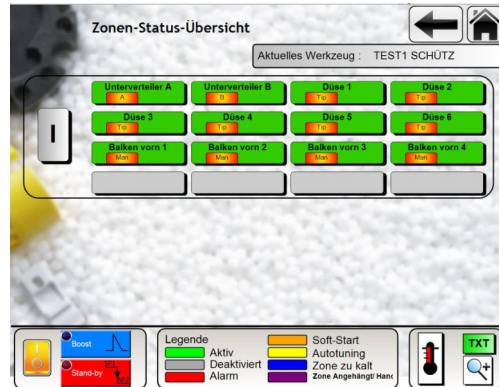 Zonen-Status-Übersicht
Aktuelles Werkzeug : TEST1 SCHÜTZ
Unterverteiler A
A
Unterverteiler B
B
Düse 1
Tip
Düse 2
Tip
Düse 3
Tip
Düse 4
Tip
Düse 5
Tip
Düse 6
Tip
I
Balken vorn 1
Man
Balken vorn 2
Man
Balken vorn 3
Man
Balken vorn 4
Man
Boost
Stand-by
Legende
Aktiv
Deaktiviert
Alarm
Soft-Start
Autotuning
Zone zu kalt
Zone Angehängt/ Hand
TXT